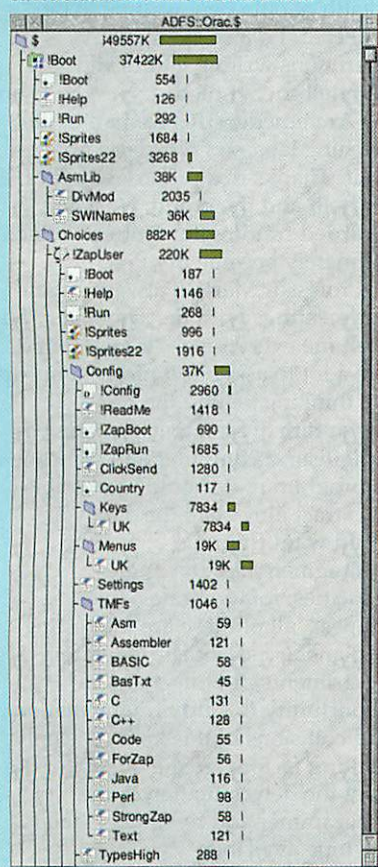 ADFS::Orac.$
$ 349557K
!Boot 37422K
!Boot 554
!Help 126
!Run 292
!Sprites 1684
!Sprites22 3268
AsmLib 38K
DivMod 2035
SWINames 36K
Choices 882K
!ZapUser 220K
!Boot 187
!Help 1146
!Run 268
!Sprites 996
!Sprites22 1916
Config 37K
!Config 2960
!ReadMe 1418
!ZapBoot 690
!ZapRun 1685
ClickSend 1280
Country 117
Keys 7834
UK 7834
Menus 19K
UK 19K
Settings 1402
TMFs 1046
Asm 59
Assembler 121
BASIC 58
BasTxt 45
C 131
C++ 128
Code 55
ForZap 56
Java 116
Perl 98
StrongZap 58
Text 121
TypesHigh 288